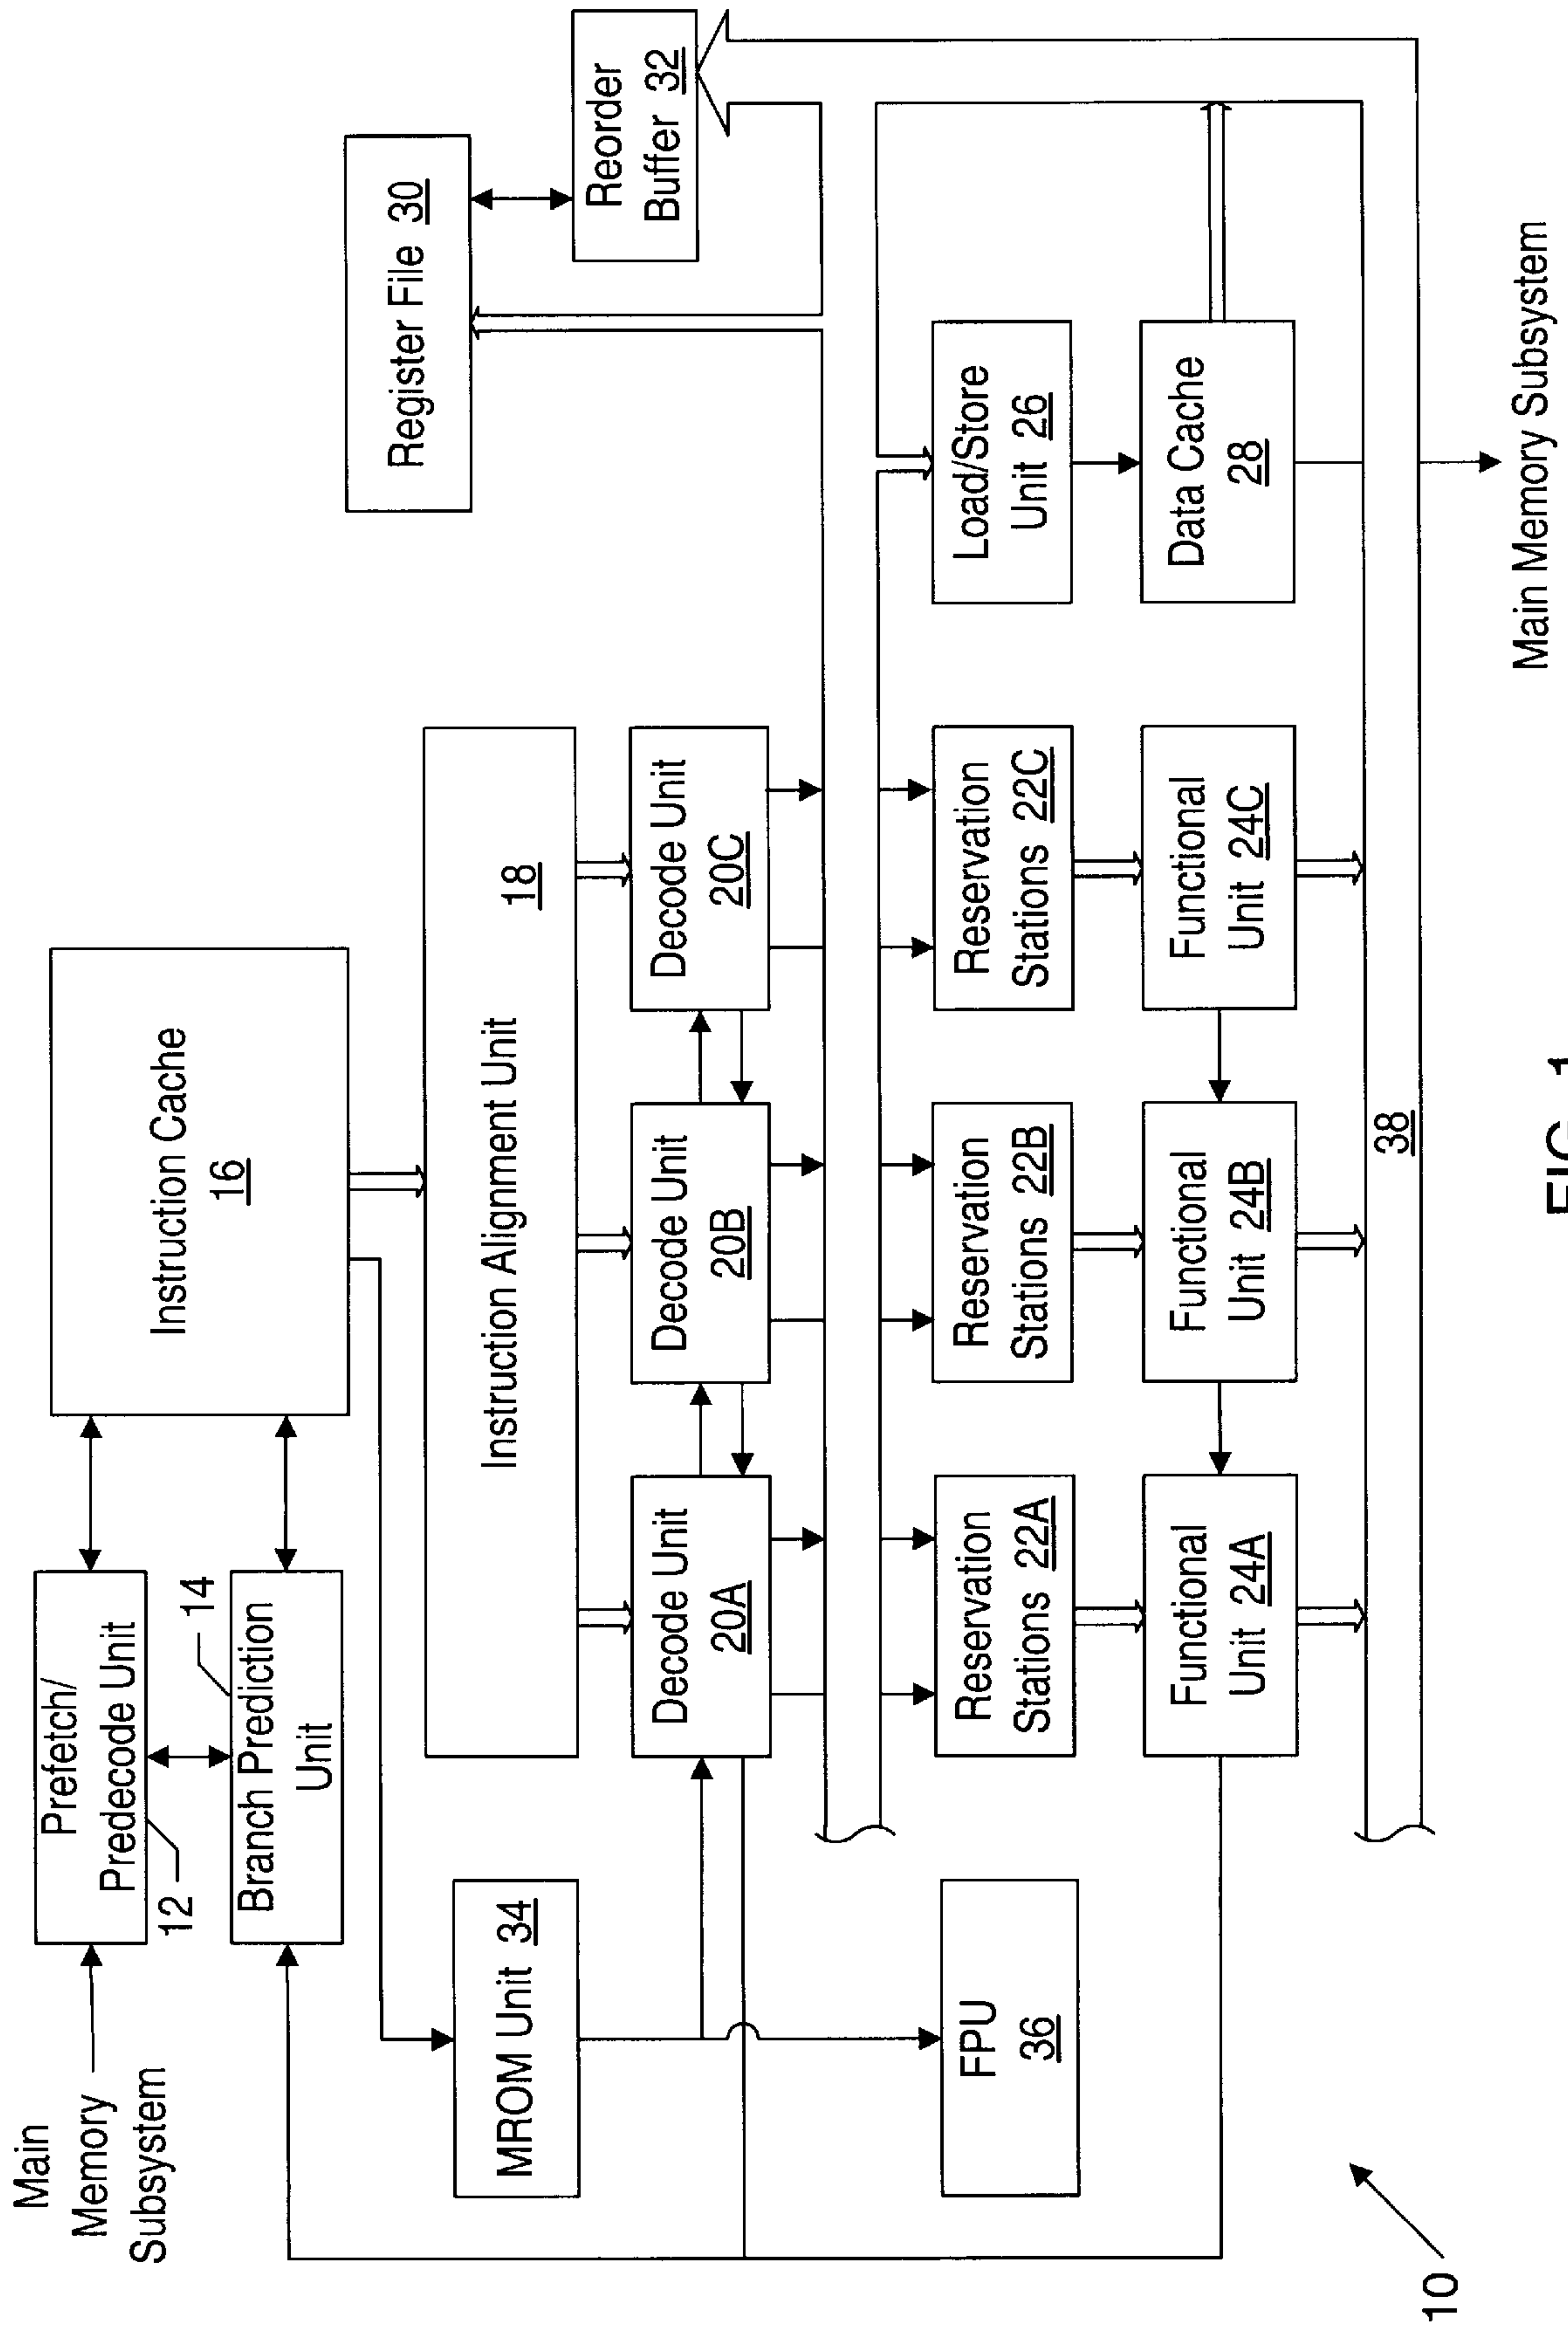 Main
Memory
Subsystem
Prefetch/
Predecode Unit
12
14
Branch Prediction
Unit
Instruction Cache
16
Register File 30
Reorder
Buffer 32
MROM Unit 34
Instruction Alignment Unit
18
Decode Unit
20A
Decode Unit
20B
Decode Unit
20C
FPU
36
Reservation
Stations 22A
Reservation
Stations 22B
Reservation
Stations 22C
Load/Store
Unit 26
Functional
Unit 24A
Functional
Unit 24B
Functional
Unit 24C
Data Cache
28
38
10
Main Memory Subsystem
FIG. 1